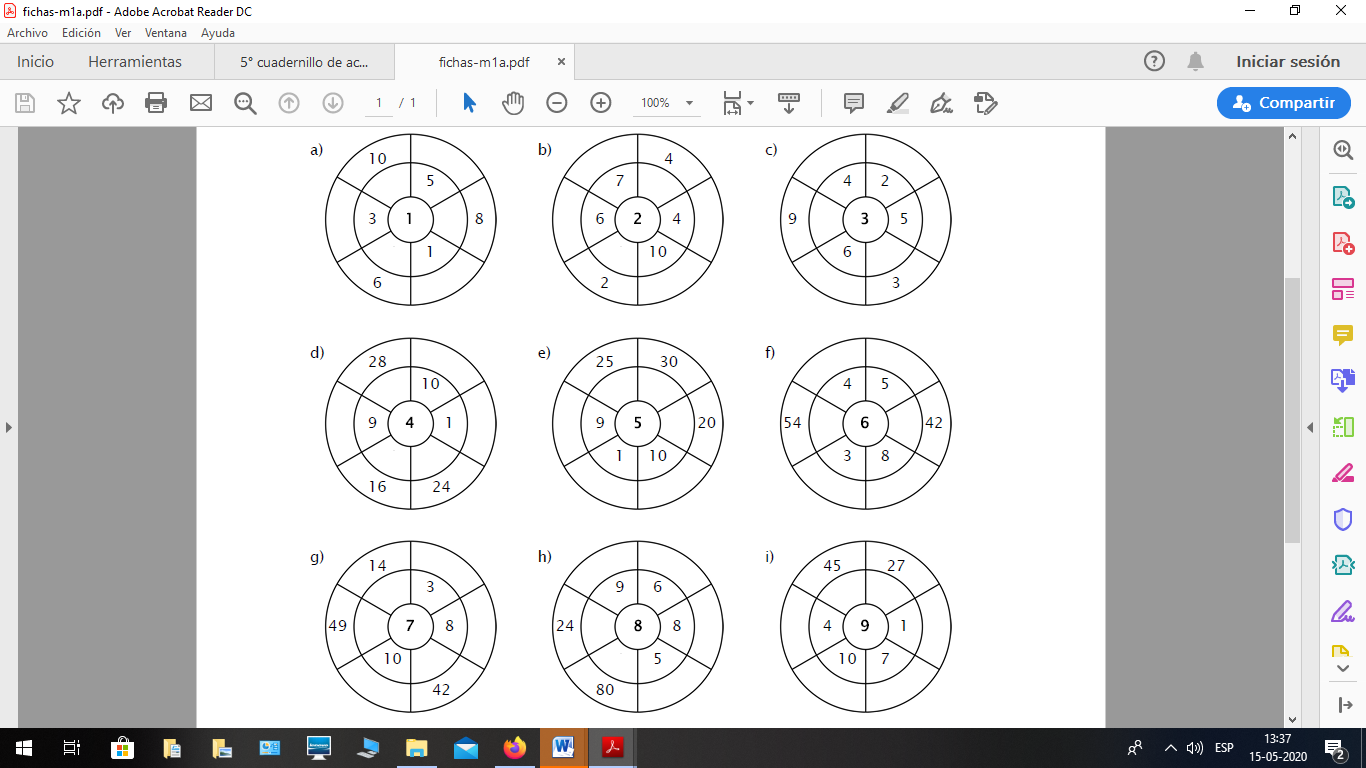 fichas-m1a.pdf - Adobe Acrobat Reader DC
Archivo Edición Ver Ventana Ayuda
Inicio Herramientas 5° cuadernillo de ac... fichas-m1a.pdf × Iniciar sesión
1 / 1 100% Compartir
a) b) c)
10 4
5 7 4 2
3 1 8 6 2 4 9 3 5
1 10 6
6 2 3
d) e) f)
28 25 30
10 4 5
9 4 1 9 5 20 54 6 42
1 10 3 8
16 24
g) h) i)
14 45 27
3 9 6
49 7 8 24 8 8 4 9 1
10 5 10 7
42 80
ESP
13:37
15-05-2020
2